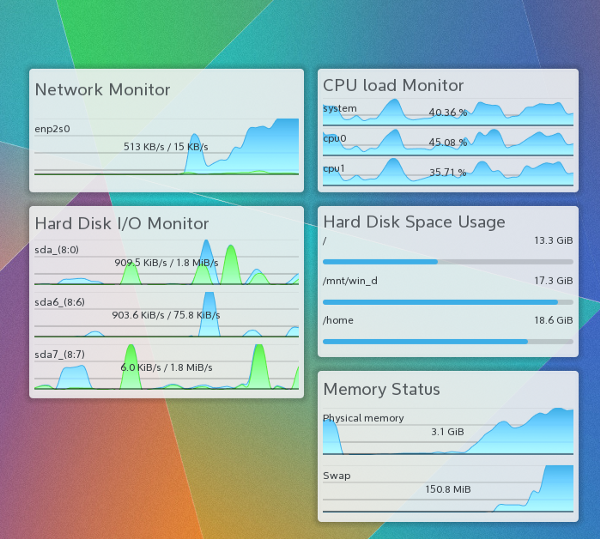 Network Monitor
enp2s0
513 KB/s / 15 KB/s
Hard Disk I/O Monitor
sda_(8:0)
909.5 KiB/s / 1.8 MiB/s
sda6_(8:6)
903.6 KiB/s / 75.8 KiB/s
sda7_(8:7)
6.0 KiB/s / 1.8 MiB/s
CPU load Monitor
system
40.36 %
cpu0
45.08 %
cpu1
35.71 %
Hard Disk Space Usage
/ 13.3 GiB
/mnt/win_d 17.3 GiB
/home 18.6 GiB
Memory Status
Physical memory
3.1 GiB
Swap
150.8 MiB